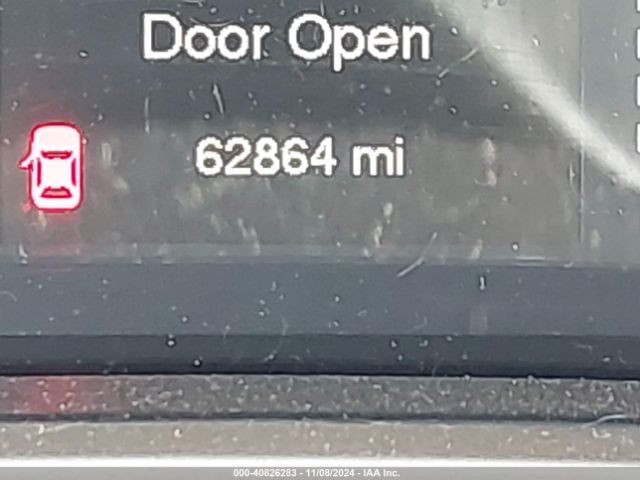 Door Open
62864 mi
000-40826283 - 11/08/2024 - IAA Inc.